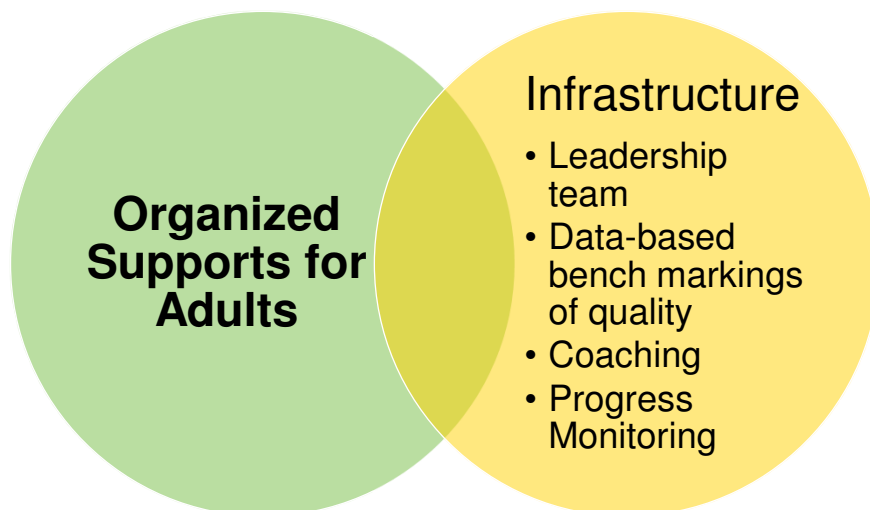 Organized
Supports for
Adults
Infrastructure
• Leadership
team
• Data-based
bench markings
of quality
• Coaching
• Progress
Monitoring